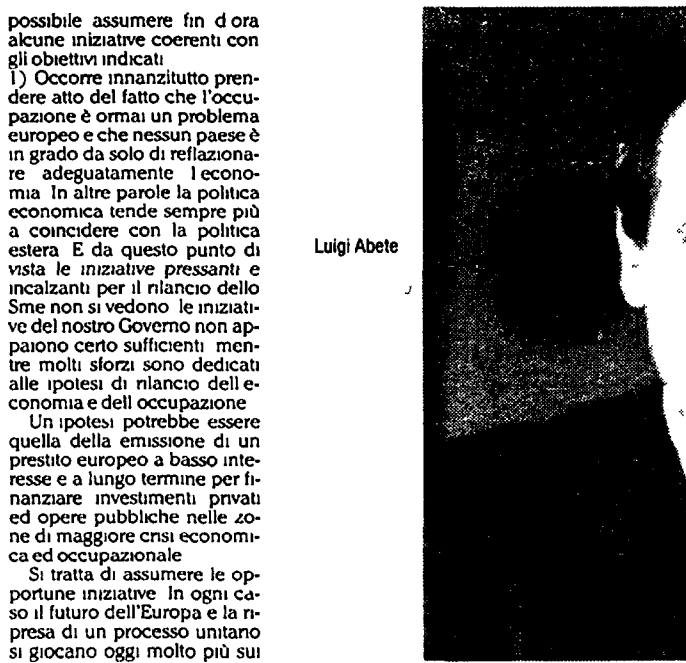 possibile assumere fin d ora
alcune iniziative coerenti con
gli obiettivi indicati
1) Occorre innanzitutto pren-
dere atto del fatto che l'occu-
pazione è ormai un problema
europeo e che nessun paese è
in grado da solo di reflaziona-
re adeguatamente l econo-
mia In altre parole la politica
economica tende sempre più
a coincidere con la politica
estera E da questo punto di
vista le iniziative pressanti e
incalzanti per il rilancio dello
Sme non si vedono le iniziati-
ve del nostro Governo non ap-
paiono certo sufficienti men-
tre molti sforzi sono dedicati
alle ipotesi di rilancio dell e-
conomia e dell occupazione
Un ipotesi potrebbe essere
quella della emissione di un
prestito europeo a basso inte-
resse e a lungo termine per fi-
nanziare investimenti privati
ed opere pubbliche nelle zo-
ne di maggiore crisi economi-
ca ed occupazionale
Si tratta di assumere le op-
portune iniziative In ogni ca-
so il futuro dell'Europa e la ri-
presa di un processo unitario
si giocano oggi molto più sui
Luigi Abete